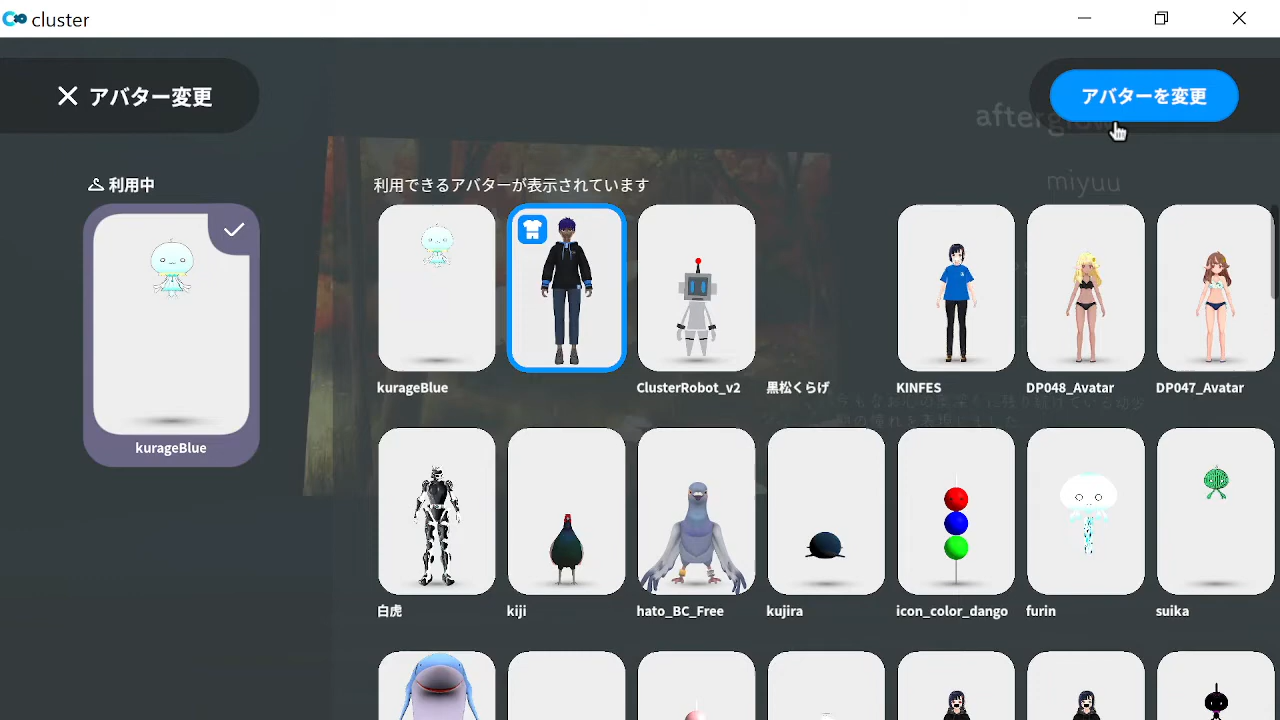 cluster
アバター変更
アバターを変更
afterglow
miyuu
利用中
利用できるアバターが表示されています
kurageBlue
kurageBlue
ClusterRobot_v2
黒松くらげ
KINFES
DP048_Avatar
DP047_Avatar
白虎
kiji
hato_BC_Free
kujira
icon_color_dango
furin
suika